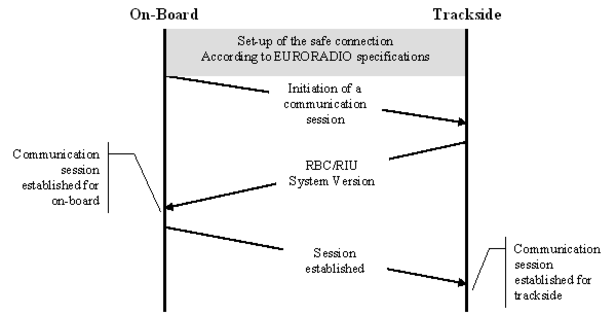 On-Board
Trackside
Set-up of the safe connection
According to EURORADIO specifications
Initiation of a
communication
session
Communication
session
established for
on-board
RBC/RIU
System Version
Session
established
Communication
session
established for
trackside